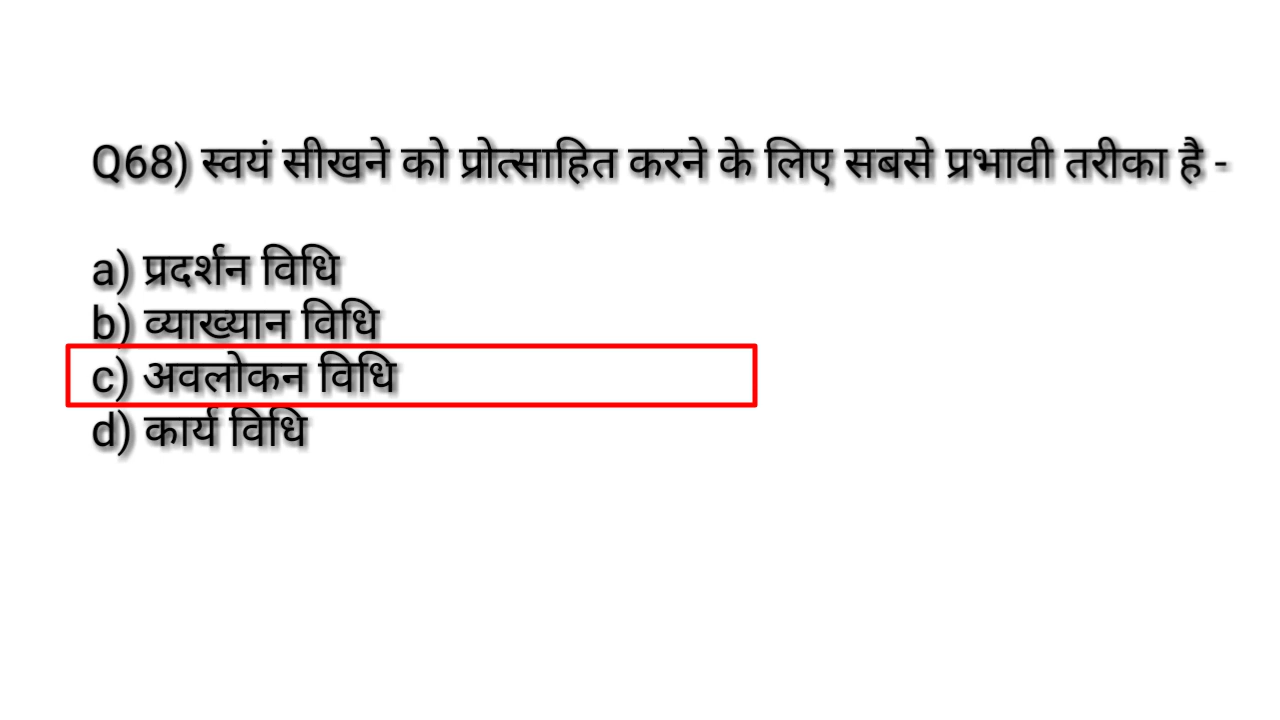 Q68) स्वयं सीखने को प्रोत्साहित करने के लिए सबसे प्रभावी तरीका है -
a) प्रदर्शन विधि
b) व्याख्यान विधि
c) अवलोकन विधि
d) कार्य विधि